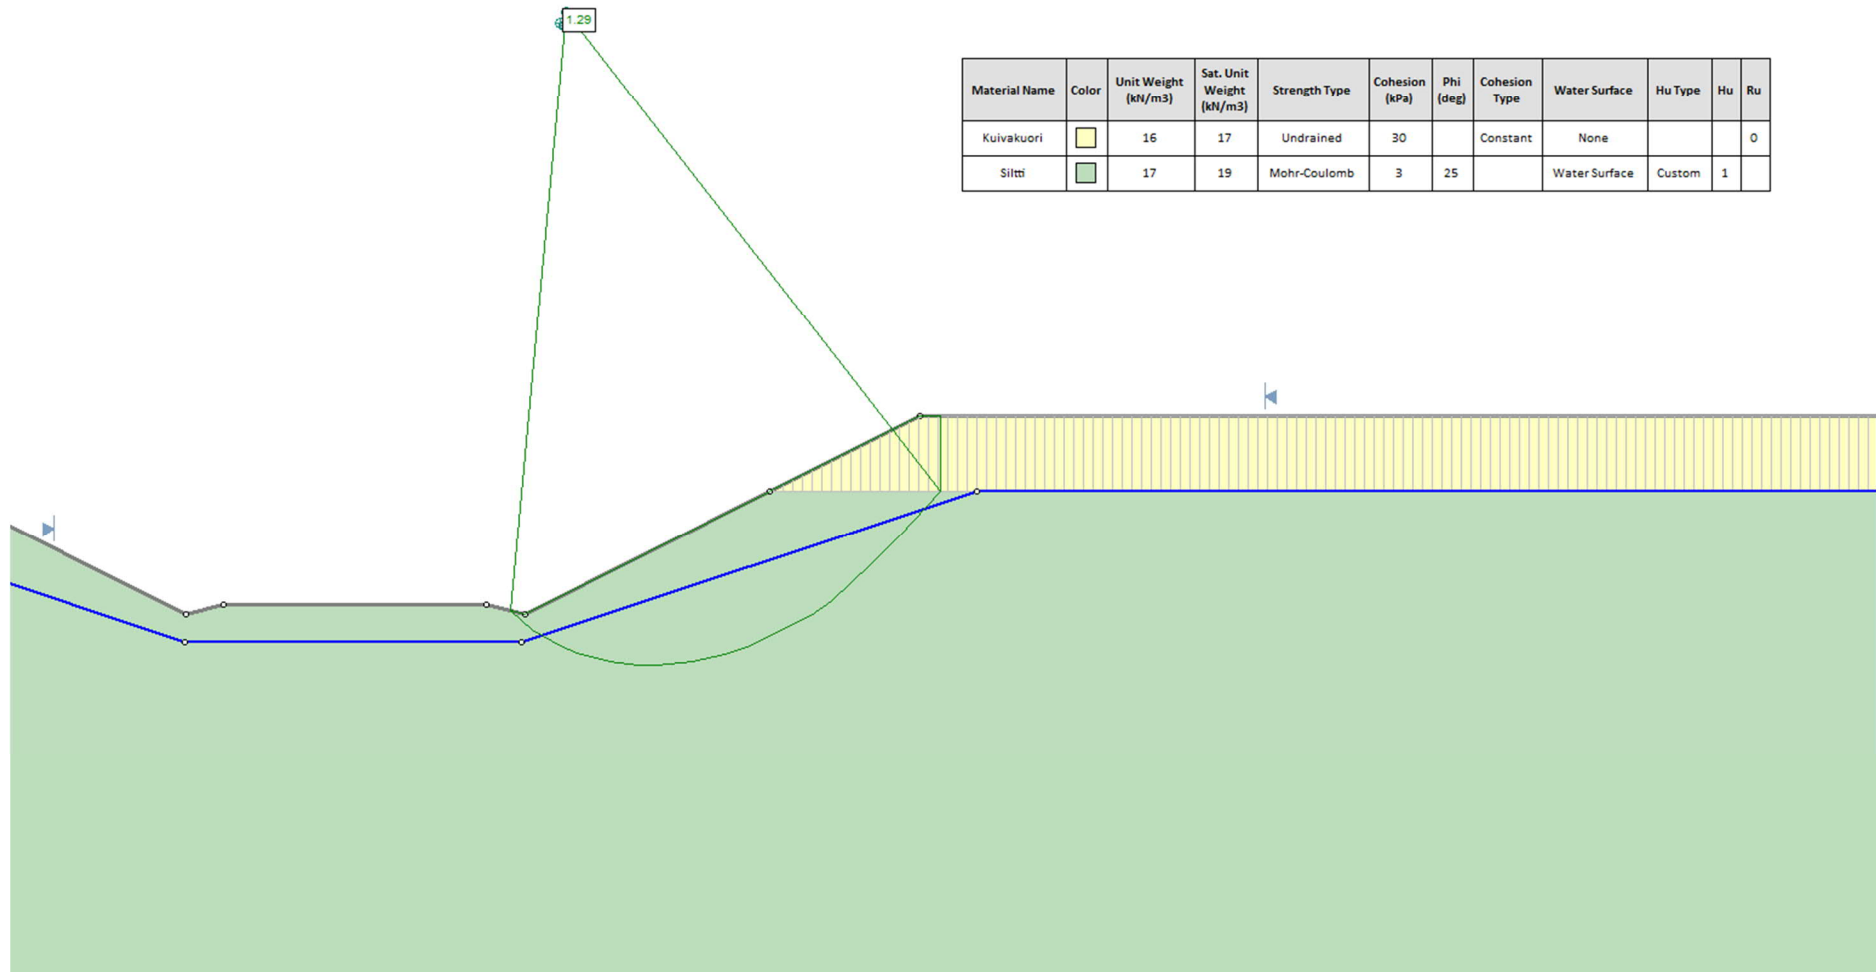 1.29
Material Name Color Unit Weight (kN/m3) Sat. Unit Weight (kN/m3) Strength Type Cohesion (kPa) Phi (deg) Cohesion Type Water Surface Hu Type Hu Ru
Kuivakuori 16 17 Undrained 30 Constant None 0
Siltti 17 19 Mohr-Coulomb 3 25 Water Surface Custom 1